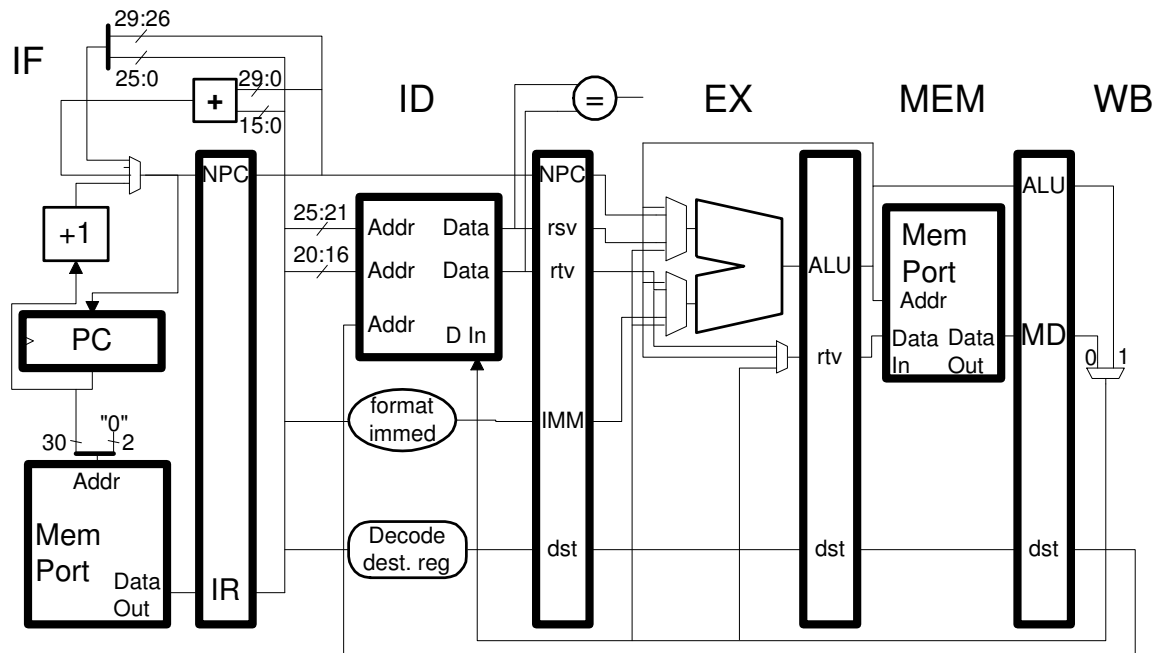 IF
ID
EX
MEM
WB
29:26
25:0
+
29:0
15:0
=
+1
PC
30
"0"
2
Addr
Mem
Port
Data
Out
NPC
IR
25:21
20:16
Addr
Data
Addr
Data
Addr
D In
format
immed
Decode
dest. reg
NPC
rsv
rtv
IMM
dst
ALU
rtv
dst
Mem
Port
Addr
Data
In
Data
Out
ALU
MD
dst
0
1